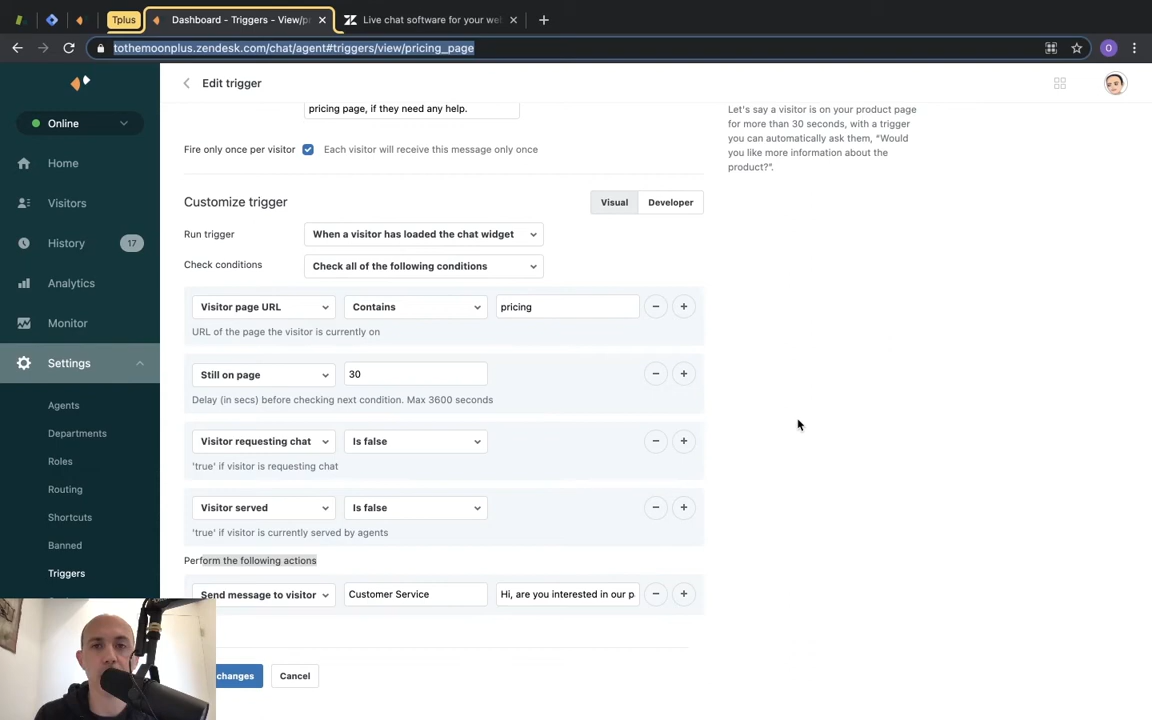 Tplus
Dashboard - Triggers - View/p
Live chat software for your we
tothemoonplus.zendesk.com/chat/agent#triggers/view/pricing_page
O
Edit trigger
Online
Home
Visitors
History
17
Analytics
Monitor
Settings
Agents
Departments
Roles
Routing
Shortcuts
Banned
Triggers
pricing page, if they need any help.
Fire only once per visitor
Each visitor will receive this message only once
Customize trigger
Visual
Developer
Run trigger
When a visitor has loaded the chat widget
Check conditions
Check all of the following conditions
Visitor page URL
Contains
pricing
URL of the page the visitor is currently on
Still on page
30
Delay (in secs) before checking next condition. Max 3600 seconds
Visitor requesting chat
Is false
'true' if visitor is requesting chat
Visitor served
Is false
'true' if visitor is currently served by agents
Perform the following actions
Send message to visitor
Customer Service
Hi, are you interested in our p
changes
Cancel
Let's say a visitor is on your product page
for more than 30 seconds, with a trigger
you can automatically ask them, "Would
you like more information about the
product?".